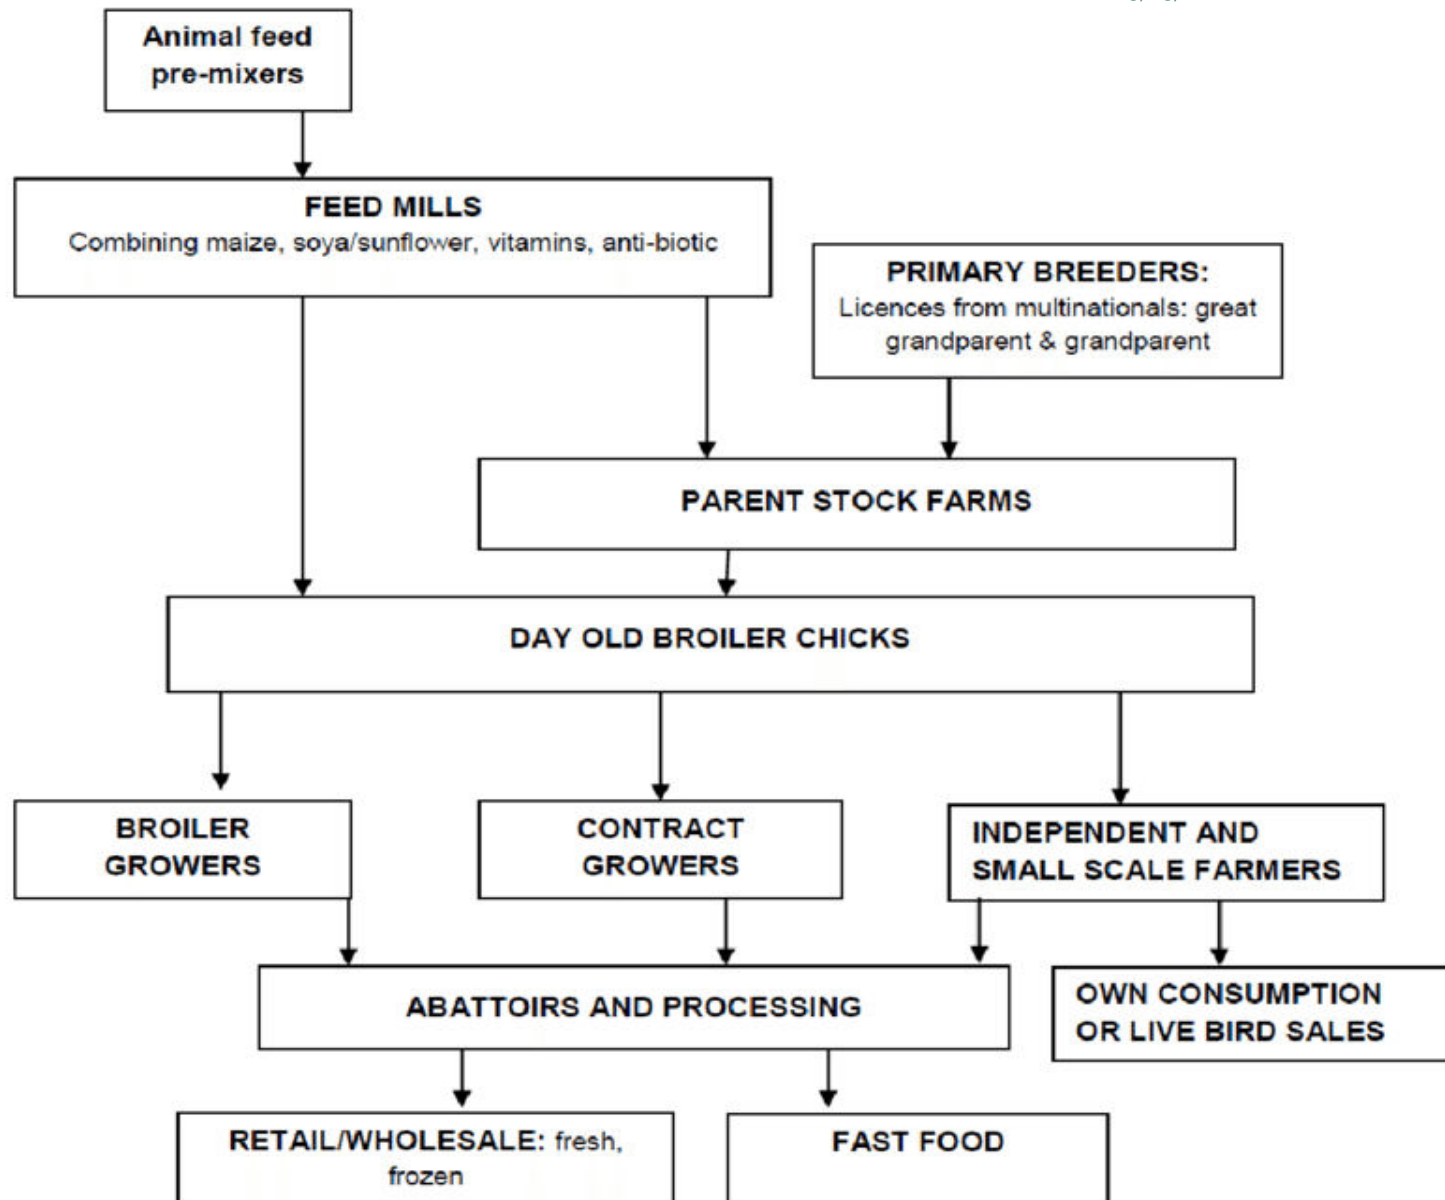 Animal feed
pre-mixers
FEED MILLS
Combining maize, soya/sunflower, vitamins, anti-biotic
PRIMARY BREEDERS:
Licences from multinationals: great
grandparent & grandparent
PARENT STOCK FARMS
DAY OLD BROILER CHICKS
BROILER
GROWERS
CONTRACT
GROWERS
INDEPENDENT AND
SMALL SCALE FARMERS
ABATTOIRS AND PROCESSING
OWN CONSUMPTION
OR LIVE BIRD SALES
RETAIL/WHOLESALE: fresh,
frozen
FAST FOOD